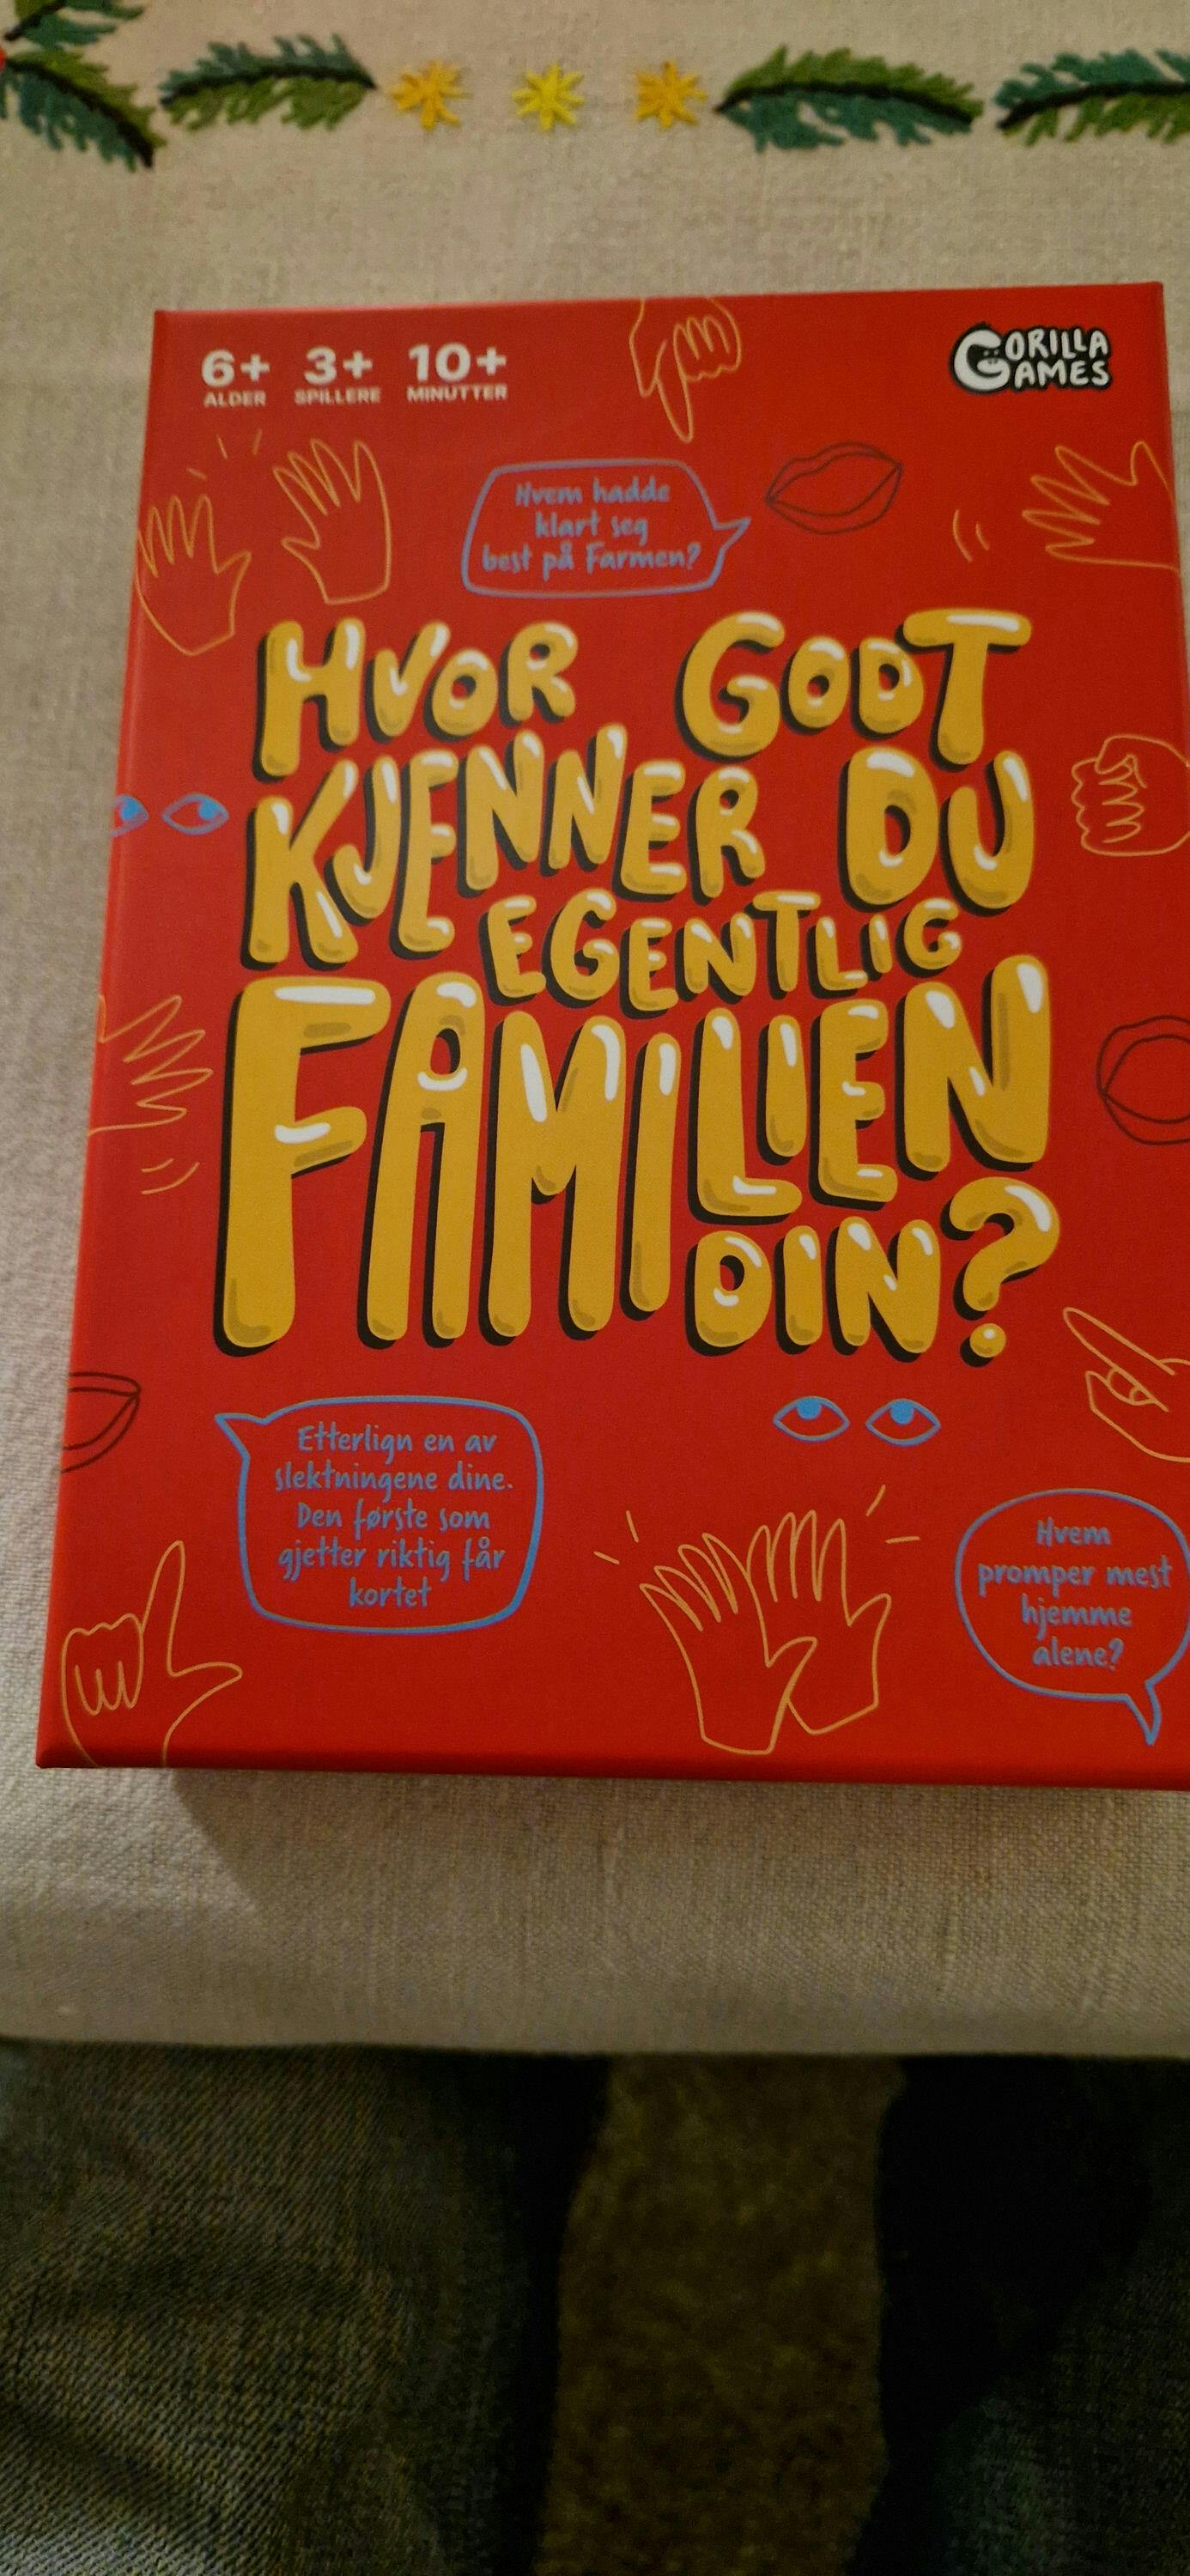 6+ 3+ 10+
ALDER SPILLERE MINUTTER
GORILLA
GAMES
Hvem hadde
klart seg
best på Farmen?
HVOR GODT
KJENNER DU
EGENTLIG
FAMILIEN
DIN?
Etterlign en av
slektningene dine.
Den første som
gjetter riktig får
kortet
Hvem
promper mest
hjemme
alene?